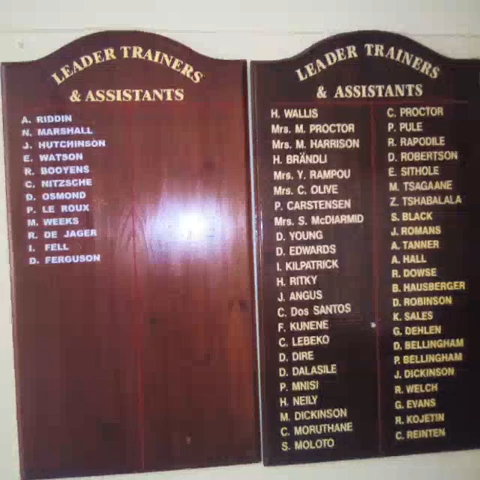 LEADER TRAINERS
& ASSISTANTS
A. RIDDIN
N. MARSHALL
J. HUTCHINSON
E. WATSON
R. BOOYENS
C. NITZSCHE
D. OSMOND
P. LE ROUX
M. WEEKS
R. DE JAGER
I. FELL
D. FERGUSON
LEADER TRAINERS
& ASSISTANTS
H. WALLIS
Mrs. M. PROCTOR
Mrs. M. HARRISON
H. BRÄNDLI
Mrs. Y. RAMPOU
Mrs. C. OLIVE
P. CARSTENSEN
Mrs. S. McDIARMID
D. YOUNG
D. EDWARDS
I. KILPATRICK
H. RITKY
J. ANGUS
C. Dos SANTOS
F. KUNENE
C. LEBEKO
D. DIRE
D. DALASILE
P. MNISI
H. NEILY
M. DICKINSON
C. MORUTHANE
S. MOLOTO
C. PROCTOR
P. PULE
R. RAPODILE
D. ROBERTSON
E. SITHOLE
M. TSAGAANE
Z. TSHABALALA
S. BLACK
J. ROMANS
A. TANNER
A. HALL
R. DOWSE
B. HAUSBERGER
D. ROBINSON
K. SALES
G. DEHLEN
D. BELLINGHAM
P. BELLINGHAM
J. DICKINSON
R. WELCH
G. EVANS
R. KOJETIN
C. REINTEN